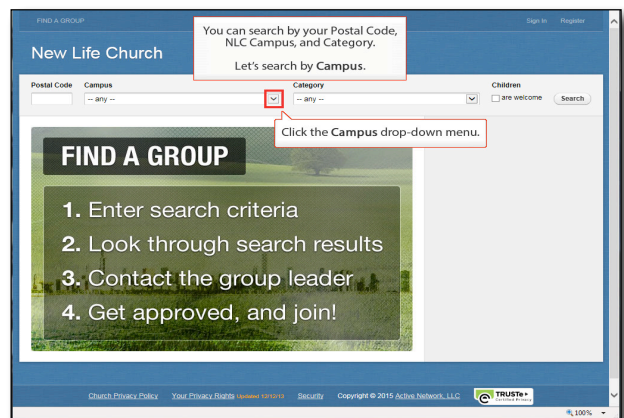 FIND A GROUP
Sign In Register
You can search by your Postal Code,
NLC Campus, and Category.
Let's search by Campus.
New Life Church
Postal Code Campus Category Children
-- any -- -- any -- are welcome Search
Click the Campus drop-down menu.
FIND A GROUP
1. Enter search criteria
2. Look through search results
3. Contact the group leader
4. Get approved, and join!
Church Privacy Policy Your Privacy Rights Updated 12/12/13 Security Copyright © 2015 Active Network, LLC
TRUSTe
Certified Privacy
100%